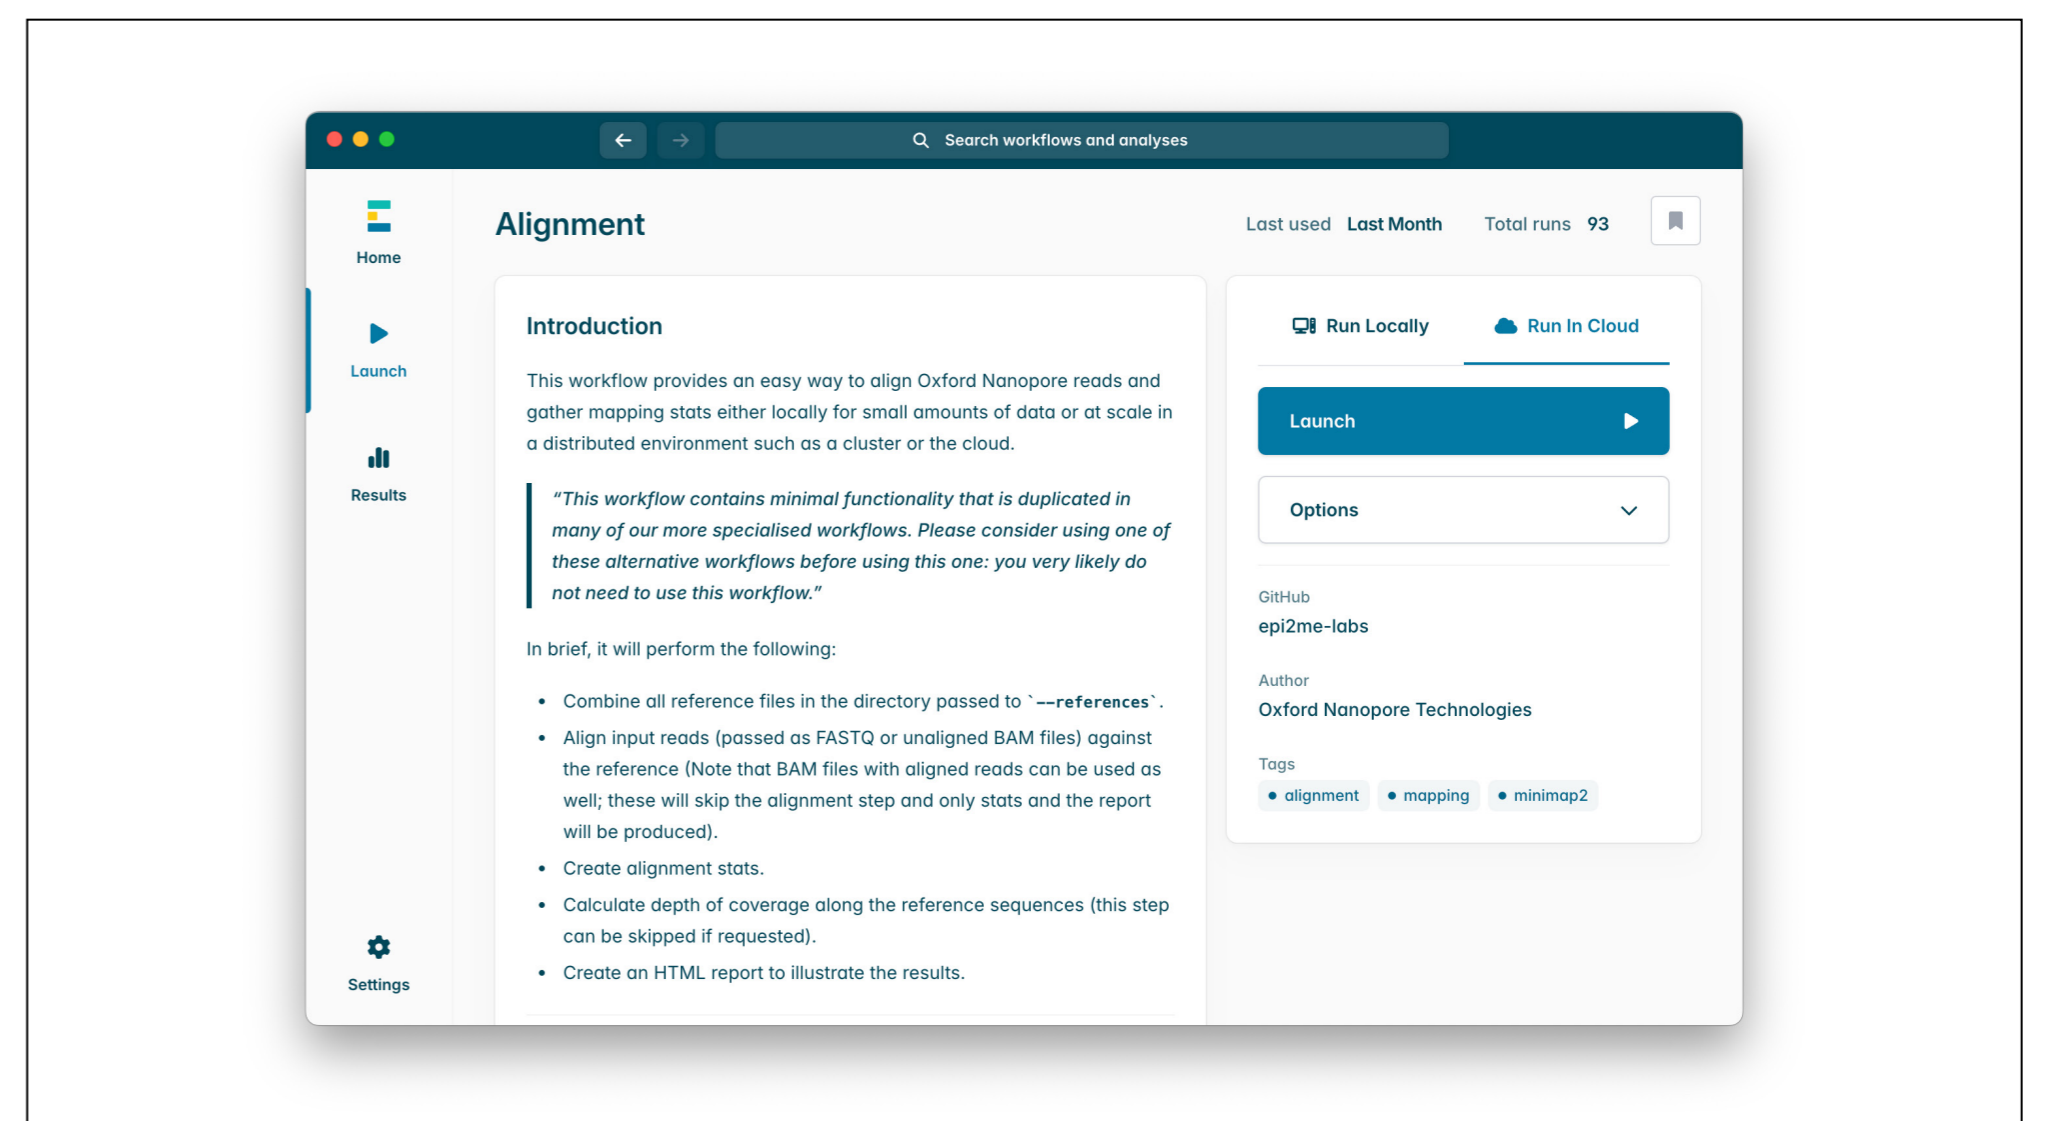 Search workflows and analyses
Home
Launch
Results
Settings
Alignment
Last used Last Month Total runs 93
Introduction
This workflow provides an easy way to align Oxford Nanopore reads and
gather mapping stats either locally for small amounts of data or at scale in
a distributed environment such as a cluster or the cloud.
“This workflow contains minimal functionality that is duplicated in
many of our more specialised workflows. Please consider using one of
these alternative workflows before using this one: you very likely do
not need to use this workflow.”
In brief, it will perform the following:
• Combine all reference files in the directory passed to `--references`.
• Align input reads (passed as FASTQ or unaligned BAM files) against
the reference (Note that BAM files with aligned reads can be used as
well; these will skip the alignment step and only stats and the report
will be produced).
• Create alignment stats.
• Calculate depth of coverage along the reference sequences (this step
can be skipped if requested).
• Create an HTML report to illustrate the results.
Run Locally Run In Cloud
Launch
Options
GitHub
epi2me-labs
Author
Oxford Nanopore Technologies
Tags
• alignment • mapping • minimap2